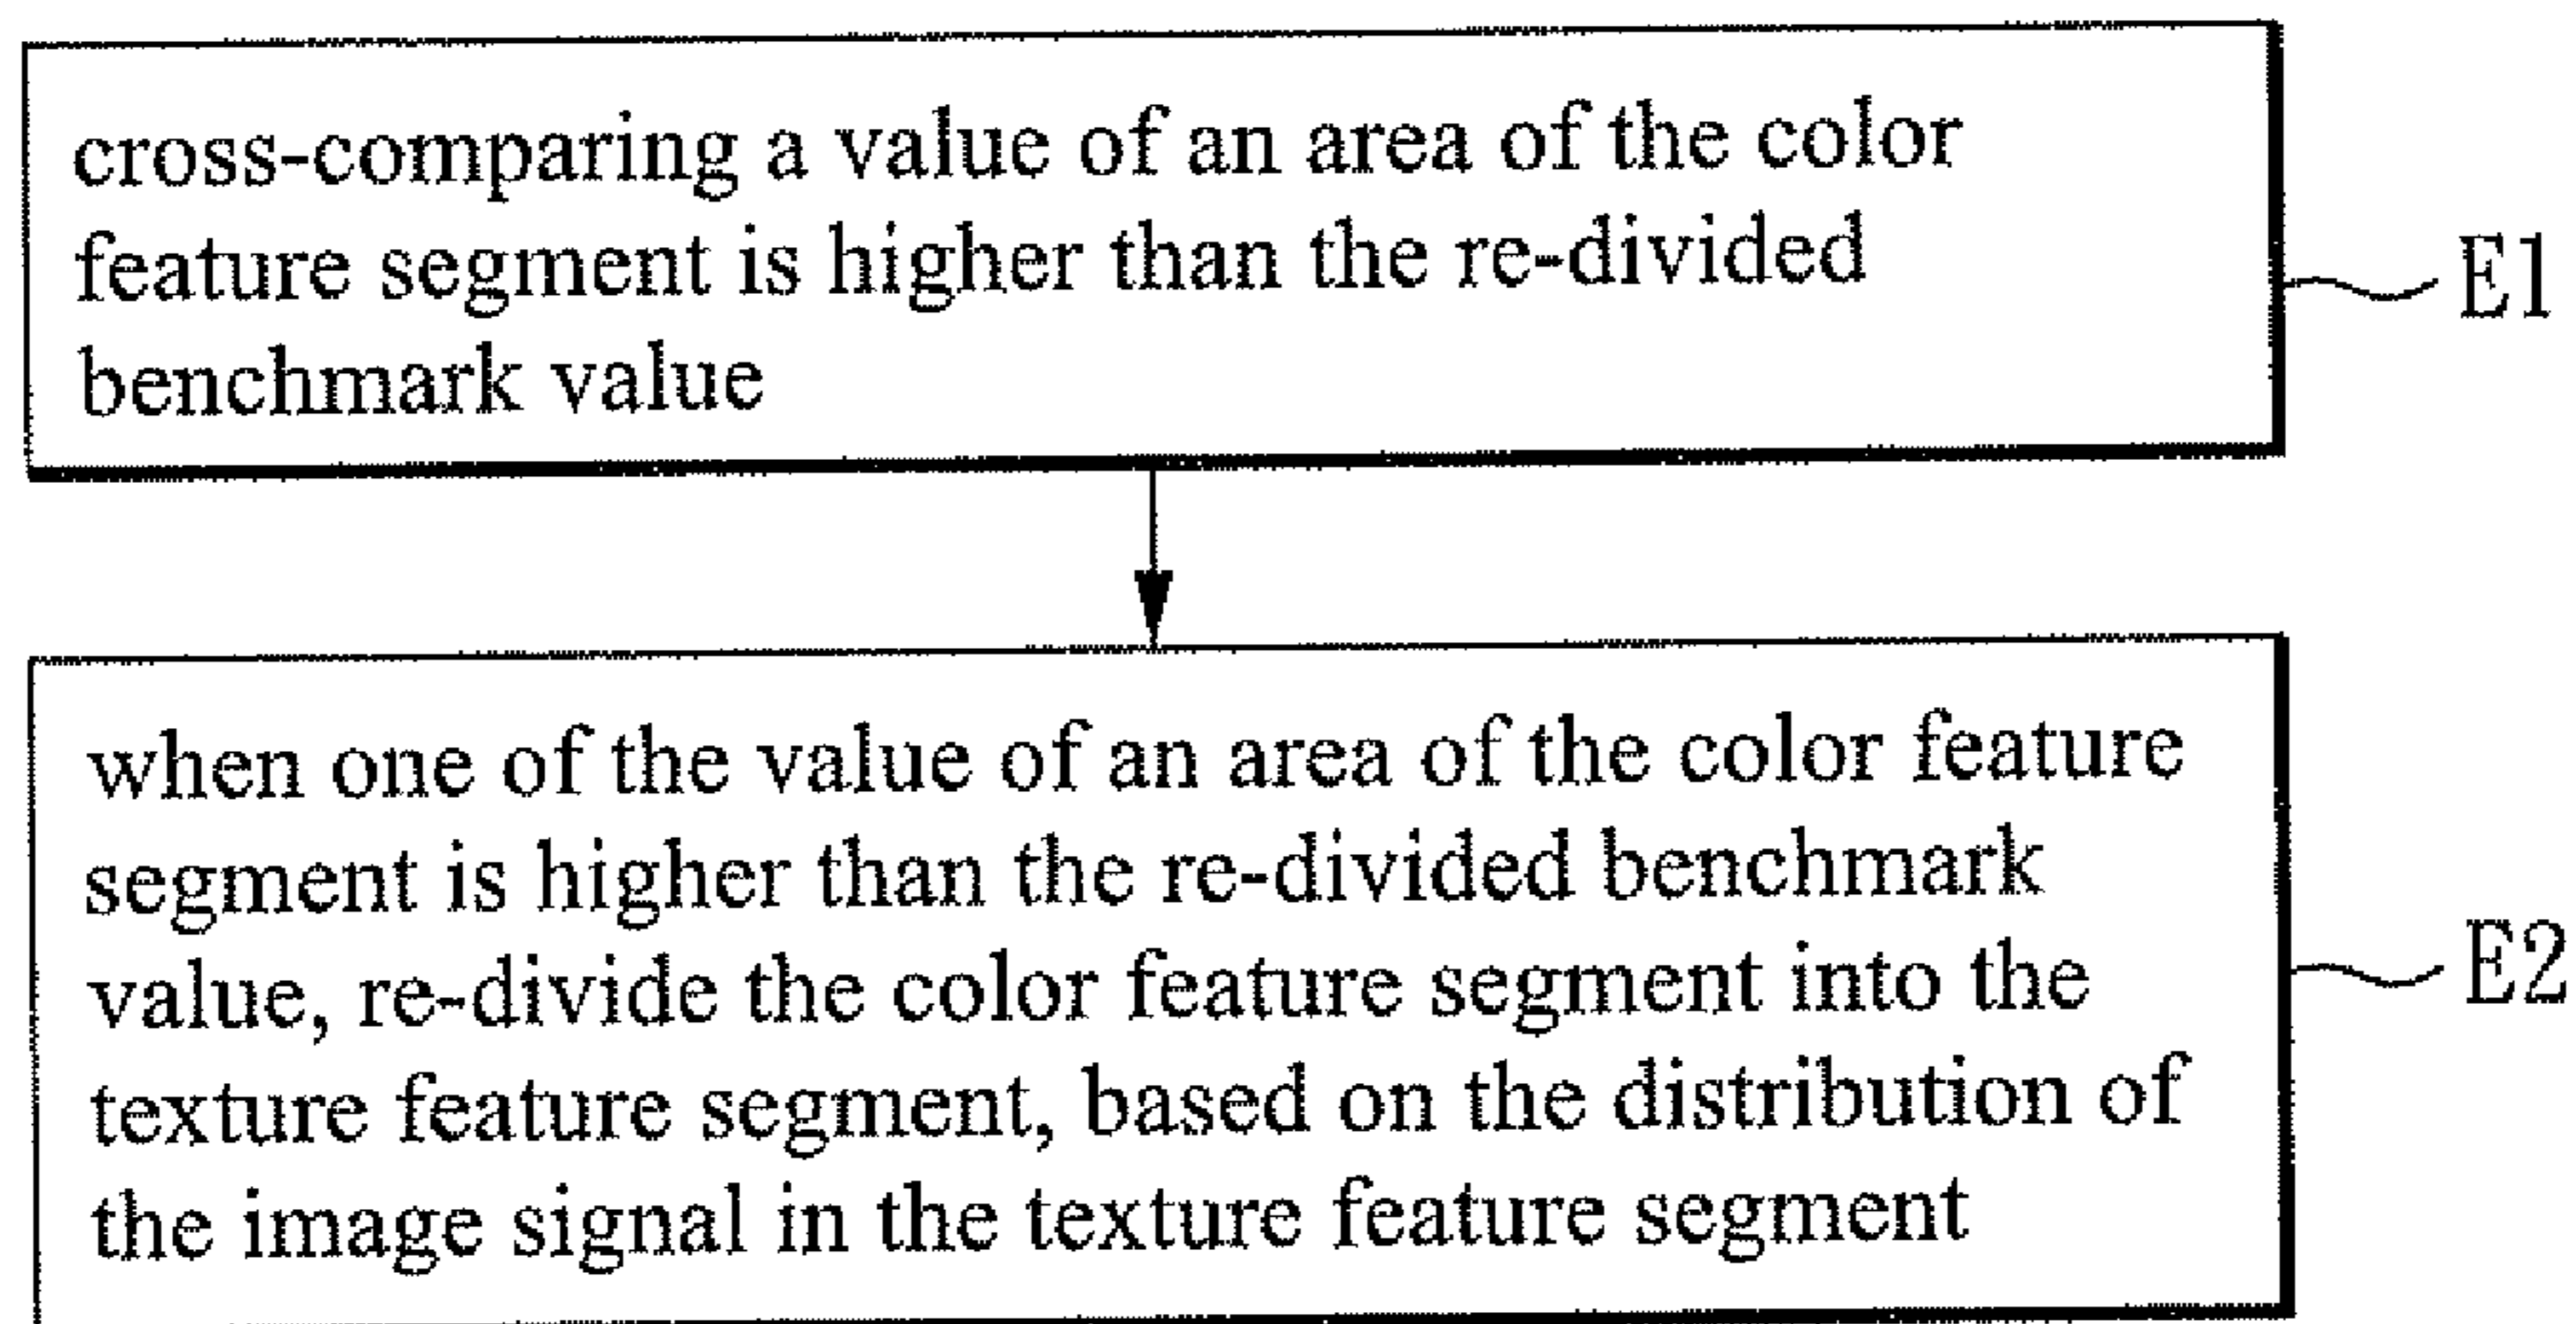 cross-comparing a value of an area of the color
feature segment is higher than the re-divided
benchmark value
E1
when one of the value of an area of the color feature
segment is higher than the re-divided benchmark
value, re-divide the color feature segment into the
texture feature segment, based on the distribution of
the image signal in the texture feature segment
E2